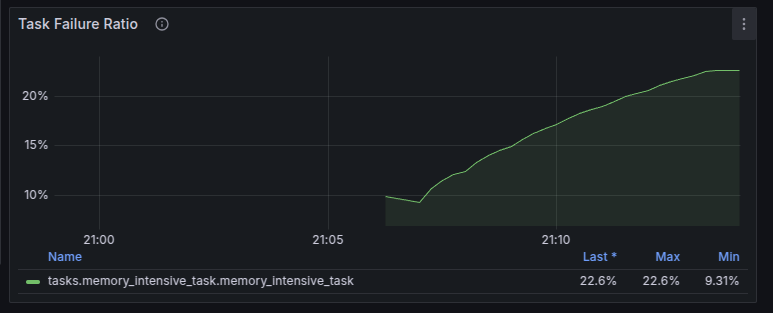 Task Failure Ratio
20%
15%
10%
21:00 21:05 21:10
Name Last * Max Min
tasks.memory_intensive_task.memory_intensive_task 22.6% 22.6% 9.31%